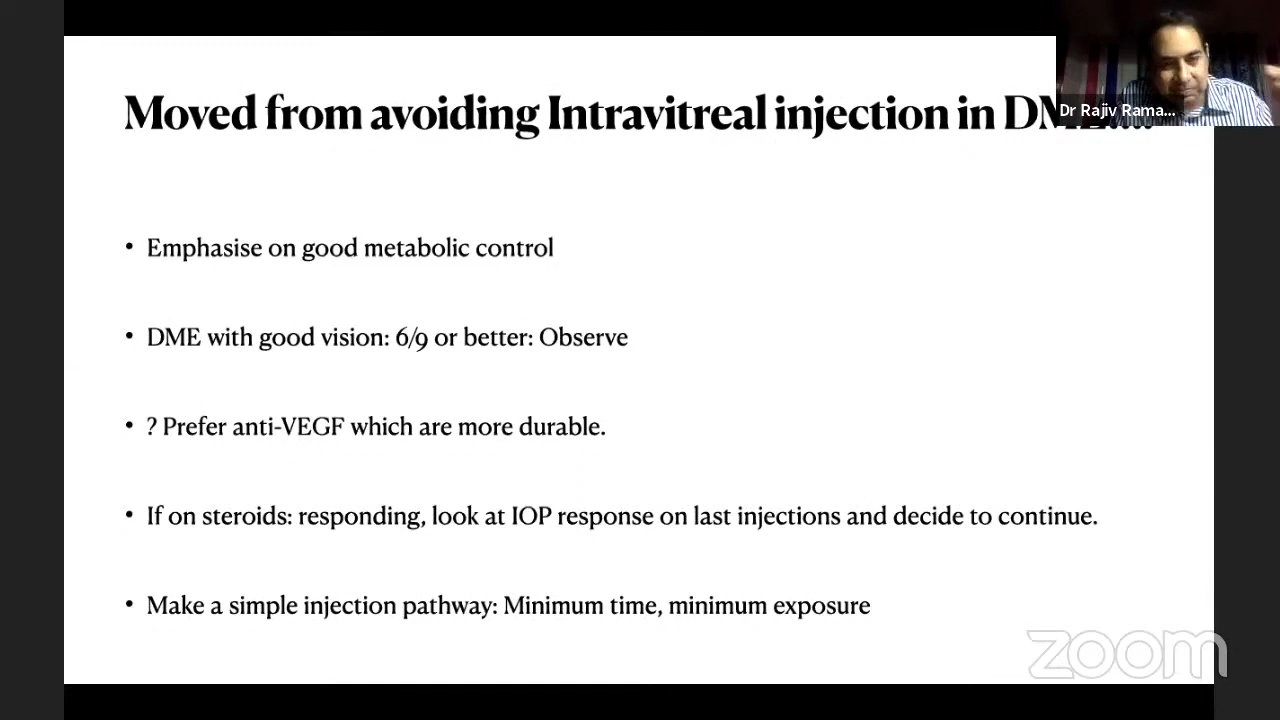 Moved from avoiding Intravitreal injection in
Dr Rajiv Rama...
• Emphasise on good metabolic control
• DME with good vision: 6/9 or better: Observe
• ? Prefer anti-VEGF which are more durable.
• If on steroids: responding, look at IOP response on last injections and decide to continue.
• Make a simple injection pathway: Minimum time, minimum exposure
zoom